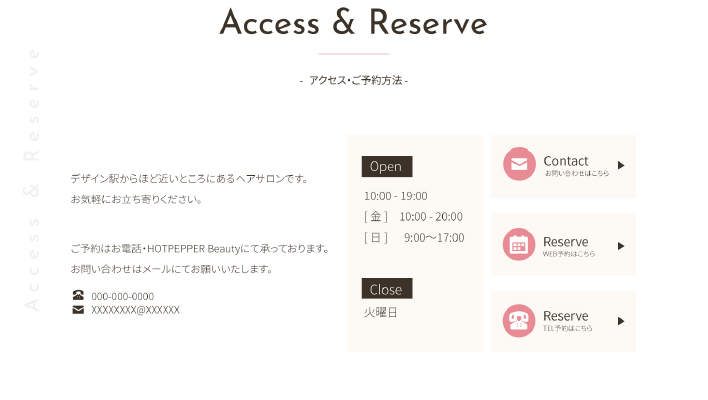 Access & Reserve
- アクセス・ご予約方法 -
Access & Reserve
デザイン駅からほど近いところにあるヘアサロンです。
お気軽にお立ち寄りください。
ご予約はお電話・HOTPEPPER Beautyにて承っております。
お問い合わせはメールにてお願いいたします。
000-000-0000
XXXXXXXX@XXXXXX
Open
10:00 - 19:00
[ 金 ] 10:00 - 20:00
[ 日 ] 9:00～17:00
Close
火曜日
Contact
お問い合わせはこちら
Reserve
WEB予約はこちら
Reserve
TEL予約はこちら